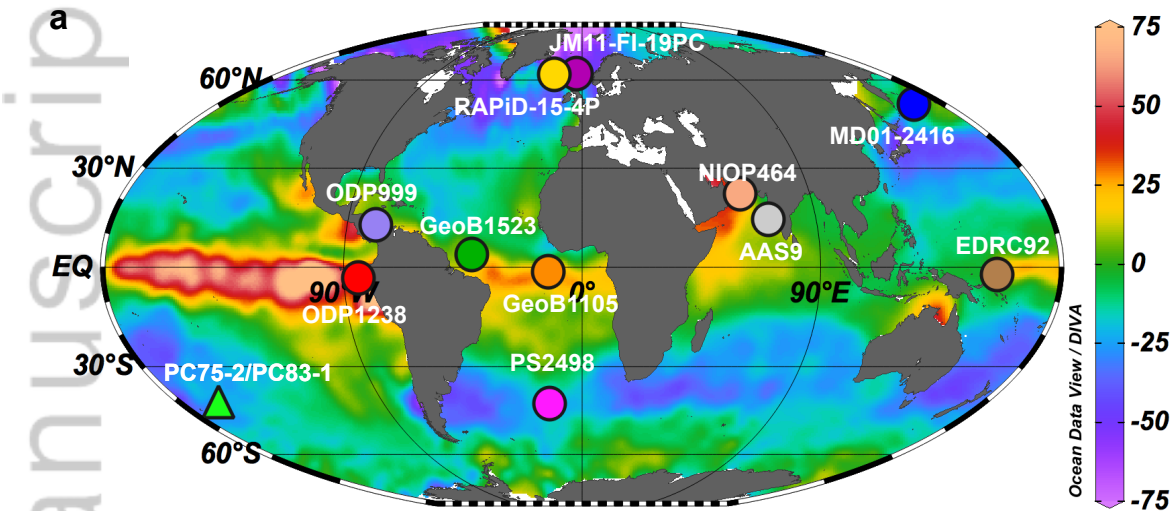 a
anuscrip
75
50
25
0
-25
-50
-75
Ocean Data View / DIVA
60°N
30°N
EQ
30°S
60°S
90°W
0°
90°E
JM11-FI-19PC
RAPiD-15-4P
MD01-2416
NIOP464
ODP999
GeoB1523
AAS9
EDRC92
GeoB1105
ODP1238
PS2498
PC75-2/PC83-1